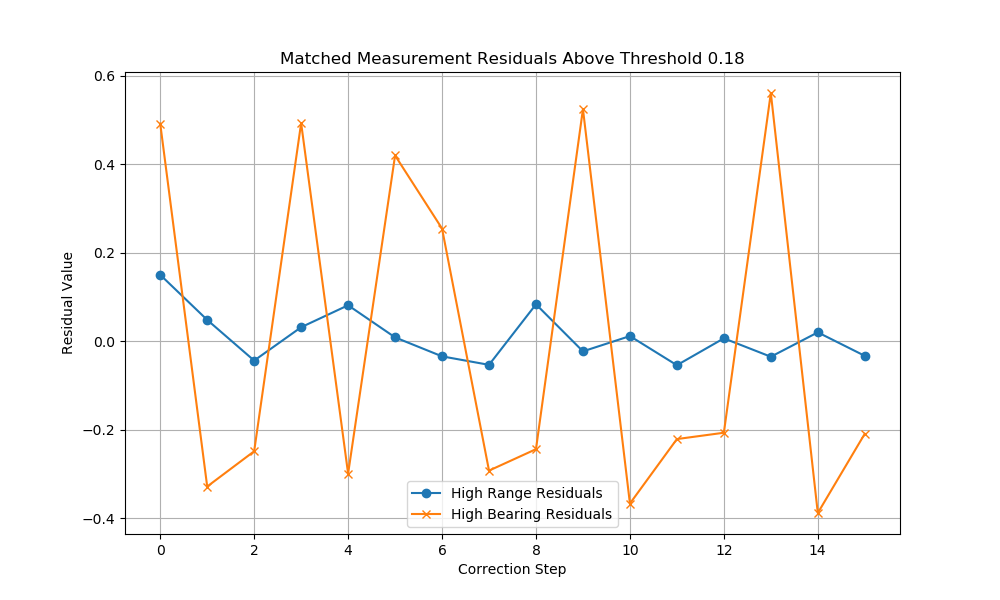 Matched Measurement Residuals Above Threshold 0.18
0.6
0.4
0.2
0.0
−0.2
−0.4
Residual Value
High Range Residuals
High Bearing Residuals
0 2 4 6 8 10 12 14
Correction Step